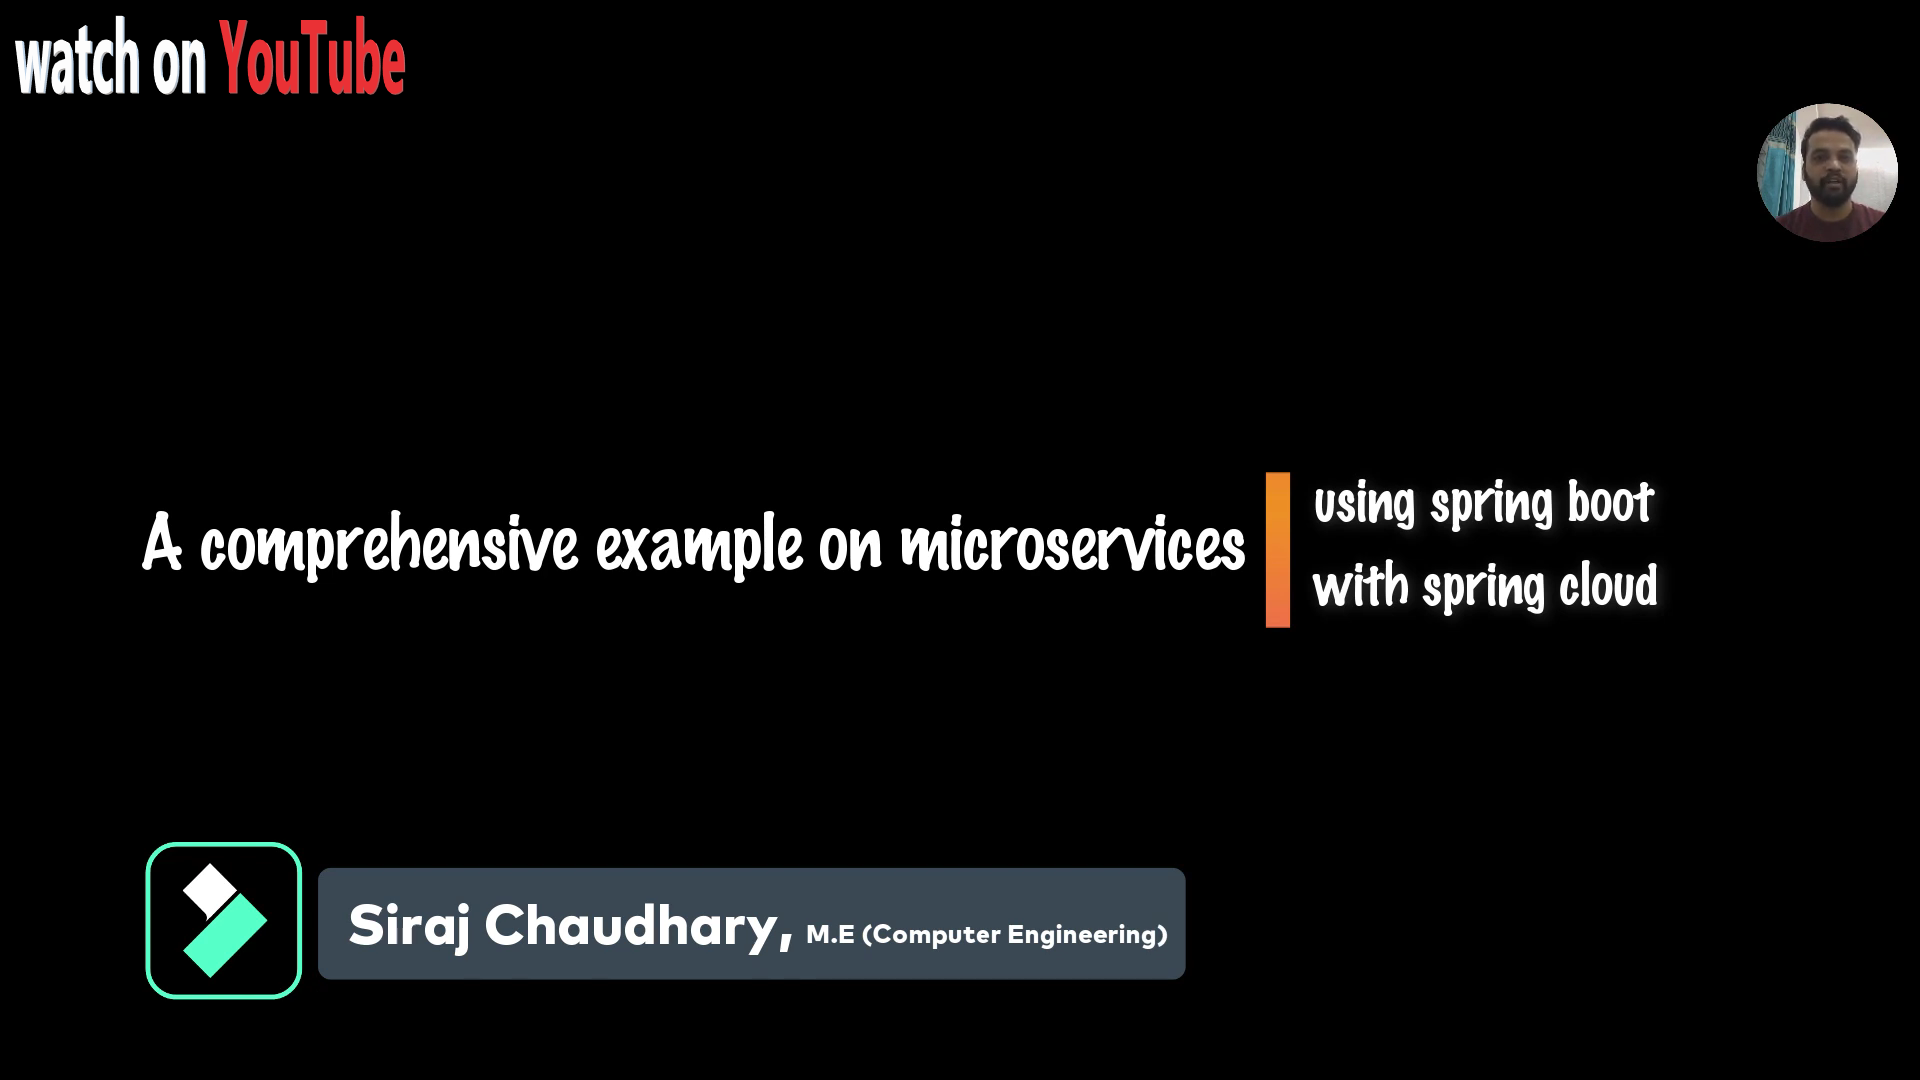 watch on YouTube
A comprehensive example on microservices
using spring boot
with spring cloud
Siraj Chaudhary, M.E (Computer Engineering)